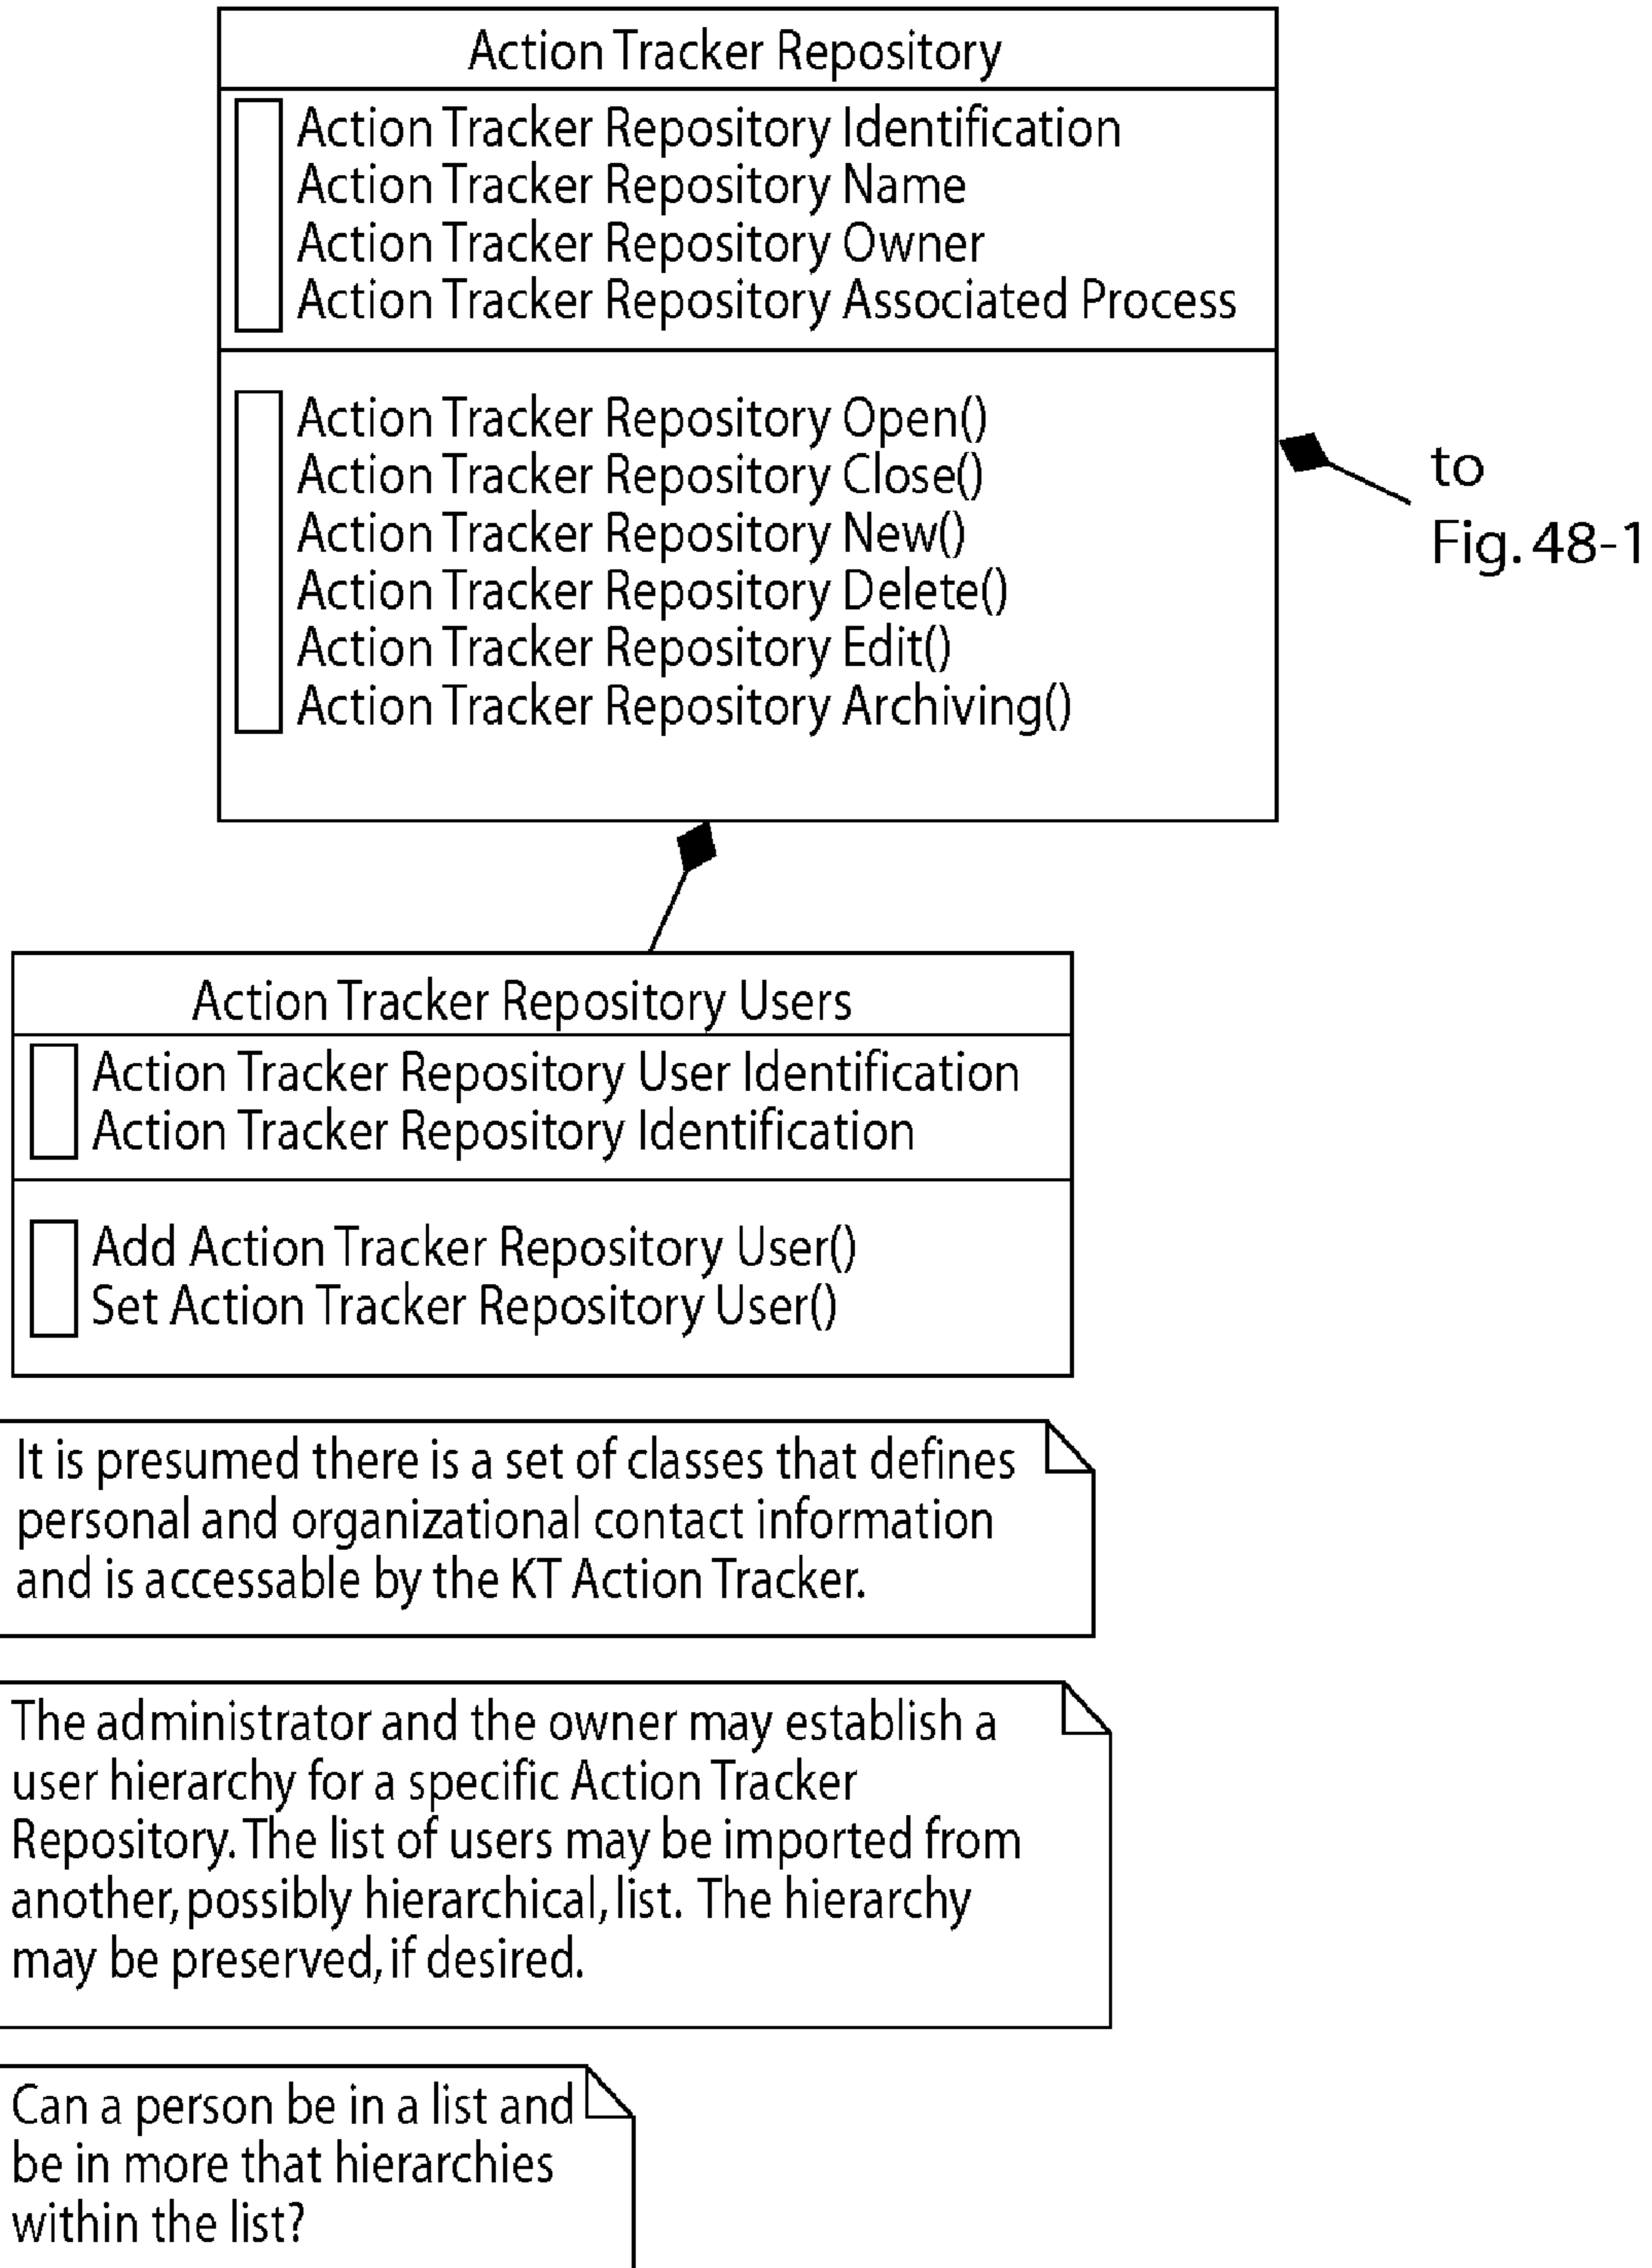 Action Tracker Repository
Action Tracker Repository Identification
Action Tracker Repository Name
Action Tracker Repository Owner
Action Tracker Repository Associated Process
Action Tracker Repository Open()
Action Tracker Repository Close()
Action Tracker Repository New()
Action Tracker Repository Delete()
Action Tracker Repository Edit()
Action Tracker Repository Archiving()
to
Fig. 48-1
Action Tracker Repository Users
Action Tracker Repository User Identification
Action Tracker Repository Identification
Add Action Tracker Repository User()
Set Action Tracker Repository User()
It is presumed there is a set of classes that defines
personal and organizational contact information
and is accessable by the KT Action Tracker.
The administrator and the owner may establish a
user hierarchy for a specific Action Tracker
Repository. The list of users may be imported from
another, possibly hierarchical, list. The hierarchy
may be preserved, if desired.
Can a person be in a list and
be in more that hierarchies
within the list?